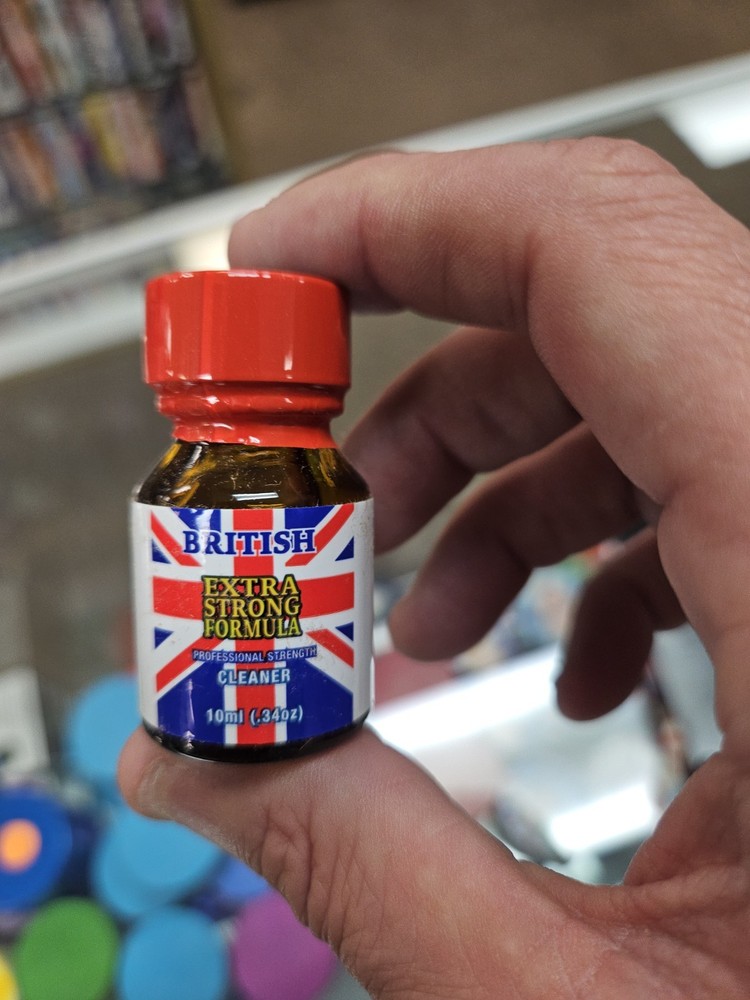 BRITISH
EXTRA
STRONG
FORMULA
PROFESSIONAL STRENGTH
CLEANER
10ml (.34oz)